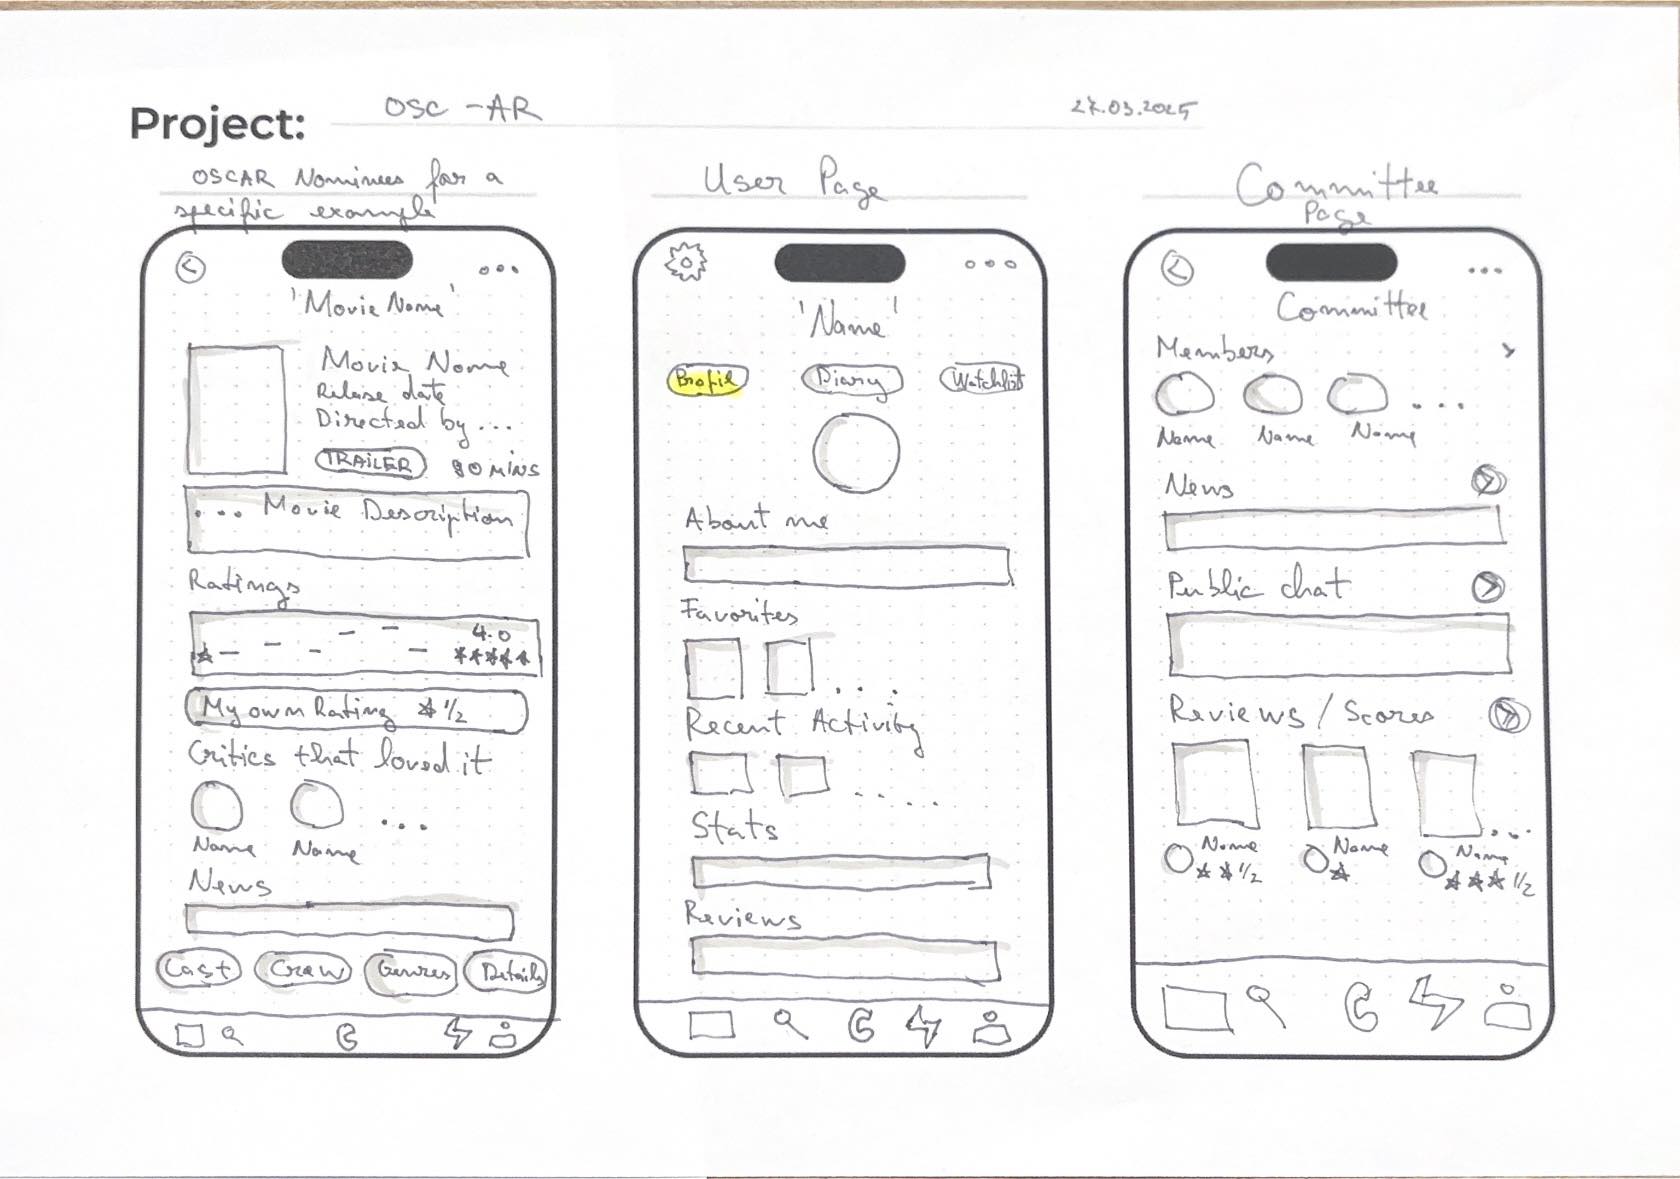 Project: OSC-AR 27.03.2025
OSCAR Nominees for a
specific example
'Movie Name'
Movie Name
Release date
Directed by ...
TRAILER 90 MINS
... Movie Description
Ratings
4.0
My own Rating ½
Critics that loved it
Name Name ...
News
Cast Crew Genres Details
User Page
'Name'
Profil Diary Watchlist
About me
Favorites
....
Recent Activity
.....
Stats
Reviews
Committee
Page
Committee
Members
...
Name Name Name
News
Public chat
Reviews / Scores
...
Name Name Name
½ ½